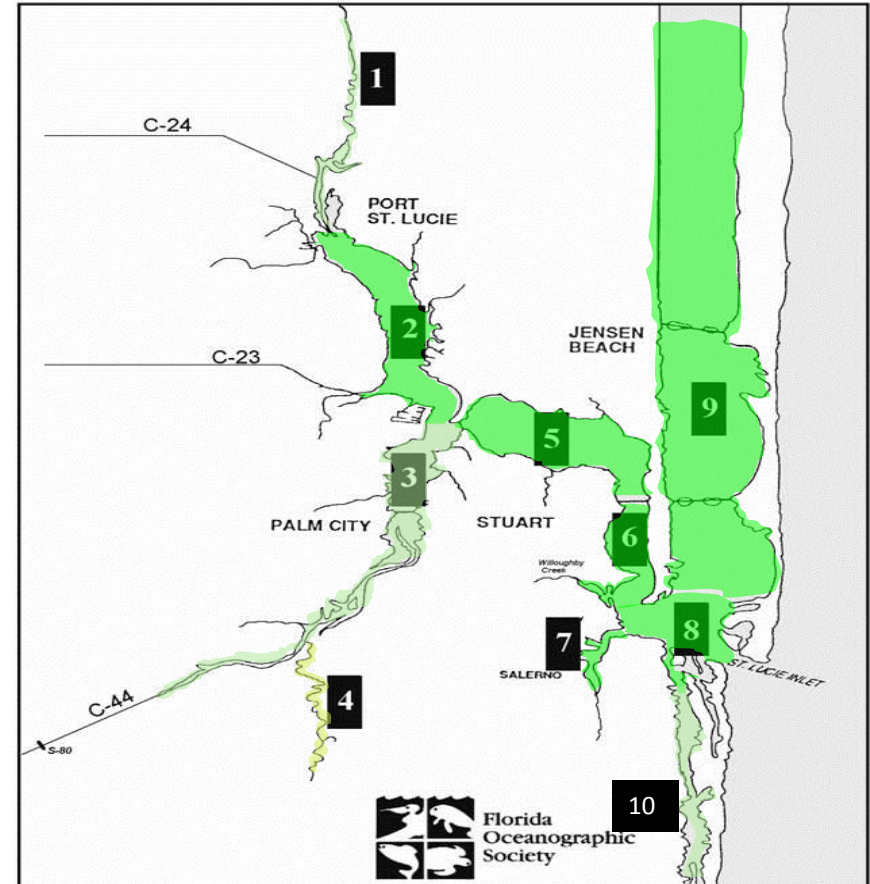 1
C-24
PORT
ST. LUCIE
2
JENSEN
BEACH
C-23
9
5
3
PALM CITY
STUART
6
Willoughby
Creek
7
8
SALERNO
ST. LUCIE INLET
4
C-44
S-80
10
Florida
Oceanographic
Society